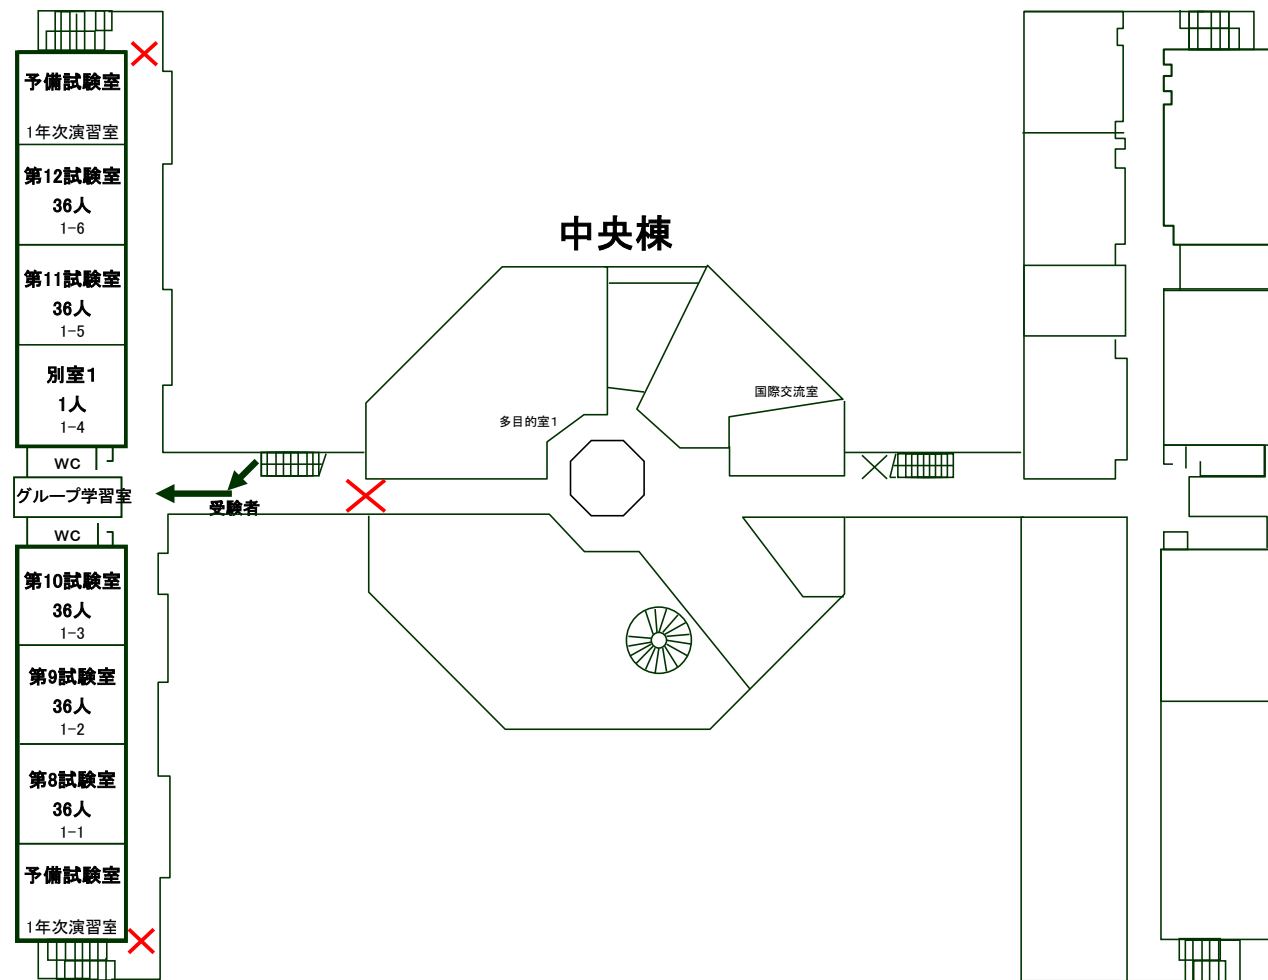 予備試験室
1年次演習室
第12試験室
36人
1-6
第11試験室
36人
1-5
別室1
1人
1-4
WC
グループ学習室
WC
第10試験室
36人
1-3
第9試験室
36人
1-2
第8試験室
36人
1-1
予備試験室
1年次演習室
受験者
中央棟
多目的室1
国際交流室